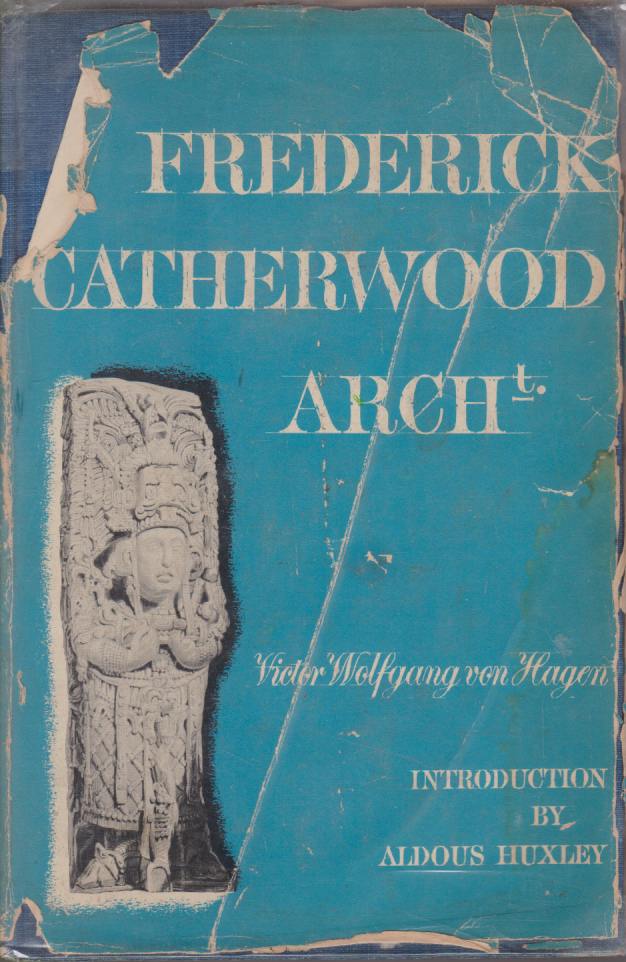 FREDERICK
CATHERWOOD
ARCHt.
Victor Wolfgang von Hagen
INTRODUCTION
BY
ALDOUS HUXLEY